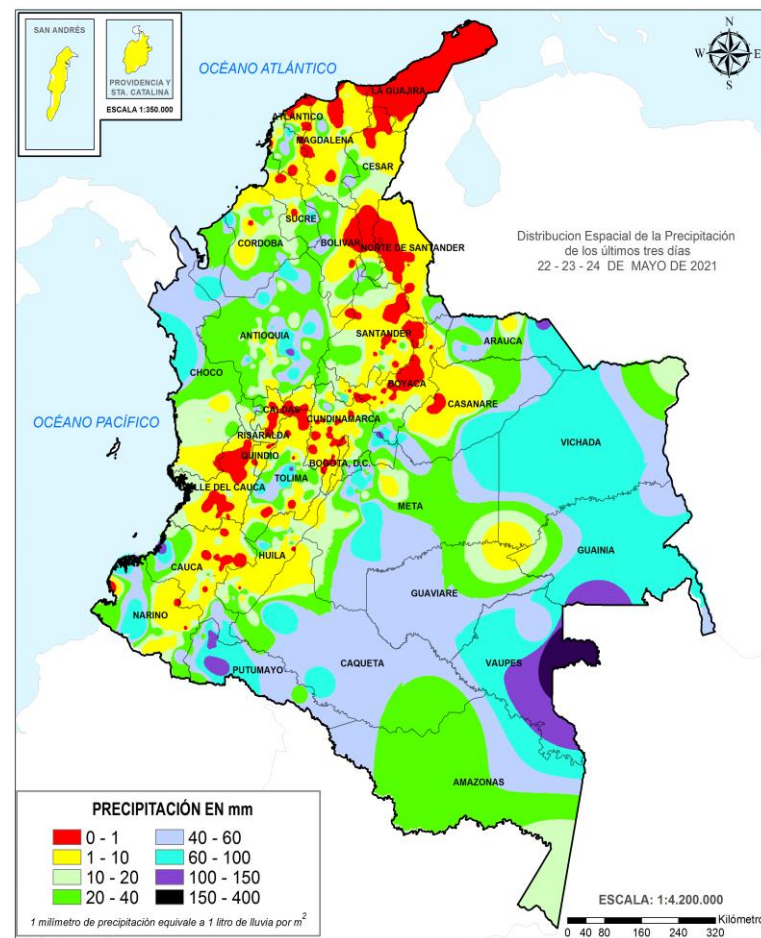 SAN ANDRÉS
PROVIDENCIA Y
STA. CATALINA
ESCALA 1:350.000
OCÉANO ATLÁNTICO
N
W
E
S
LA GUAJIRA
ATLANTICO
MAGDALENA
CESAR
SUCRE
CORDOBA
BOLIVAR
NORTE DE SANTANDER
Distribucion Espacial de la Precipitación
de los últimos tres días
22 - 23 - 24 DE MAYO DE 2021
ANTIOQUIA
SANTANDER
ARAUCA
CHOCO
BOYACA
CASANARE
OCÉANO PACÍFICO
CALDAS
CUNDINAMARCA
RISARALDA
VICHADA
QUINDIO
BOGOTA, D.C.
TOLIMA
VALLE DEL CAUCA
META
GUAINIA
HUILA
CAUCA
GUAVIARE
NARINO
PUTUMAYO
CAQUETA
VAUPES
AMAZONAS
PRECIPITACIÓN EN mm
0 - 1
40 - 60
1 - 10
60 - 100
10 - 20
100 - 150
20 - 40
150 - 400
1 milímetro de precipitación equivale a 1 litro de lluvia por m2
ESCALA: 1:4.200.000
Kilómetro
0 40 80 160 240 320